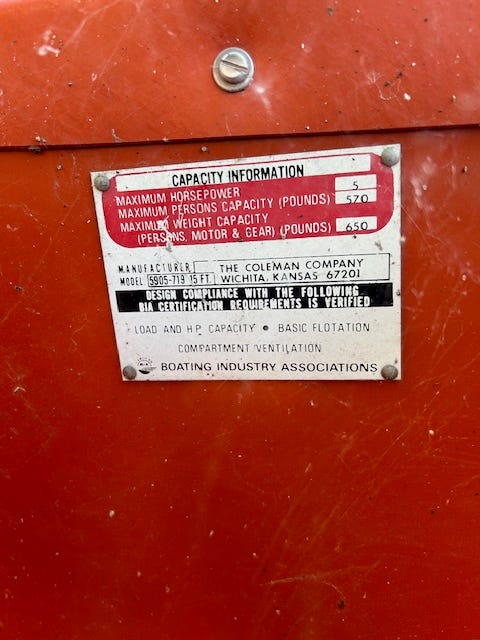 CAPACITY INFORMATION
MAXIMUM HORSEPOWER 5
MAXIMUM PERSONS CAPACITY (POUNDS) 570
MAXIMUM WEIGHT CAPACITY
(PERSONS, MOTOR & GEAR) (POUNDS) 650
MANUFACTURER THE COLEMAN COMPANY
MODEL 5905-719 15 FT. WICHITA, KANSAS 67201
DESIGN COMPLIANCE WITH THE FOLLOWING
BIA CERTIFICATION REQUIREMENTS IS VERIFIED
LOAD AND H.P. CAPACITY • BASIC FLOTATION
COMPARTMENT VENTILATION
BOATING INDUSTRY ASSOCIATIONS